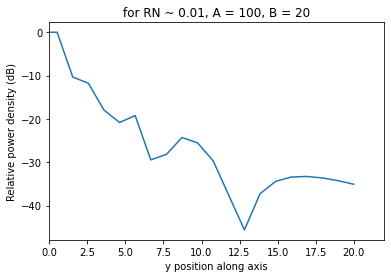 for RN ~ 0.01, A = 100, B = 20
Relative power density (dB)
0
−10
−20
−30
−40
0.0 2.5 5.0 7.5 10.0 12.5 15.0 17.5 20.0
y position along axis